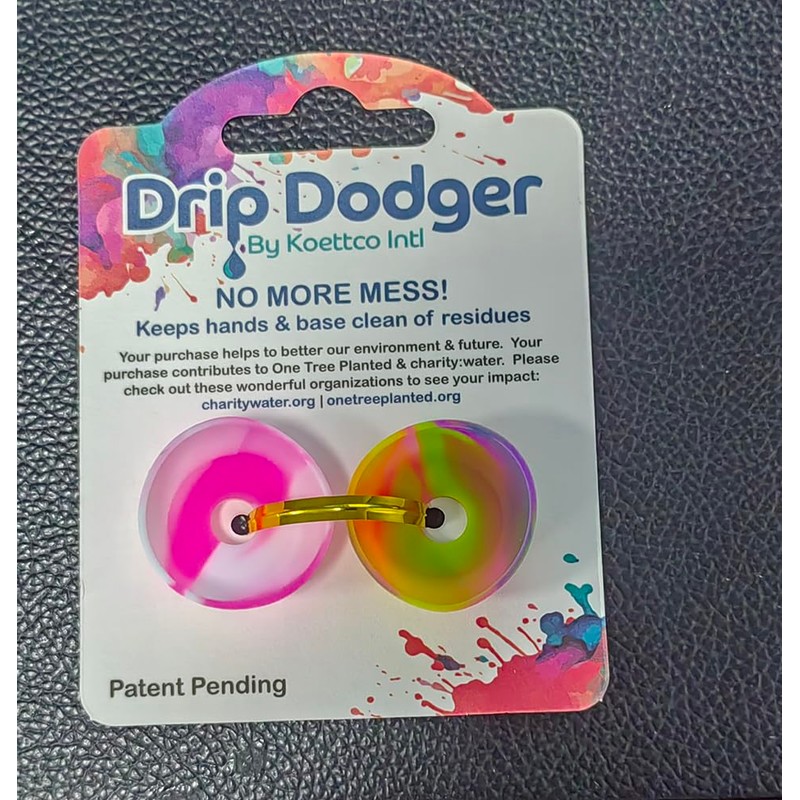 Drip Dodger
By Koettco Intl
NO MORE MESS!
Keeps hands & base clean of residues
Your purchase helps to better our environment & future. Your
purchase contributes to One Tree Planted & charity:water. Please
check out these wonderful organizations to see your impact:
charitywater.org | onetreeplanted.org
Patent Pending